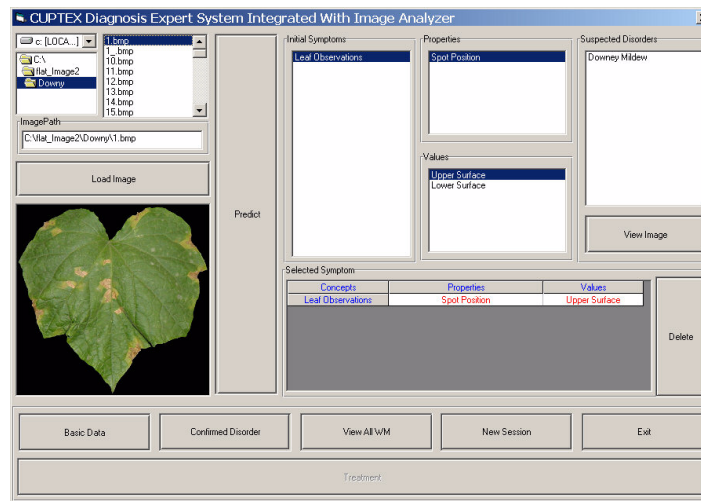 CUPTEX Diagnosis Expert System Integrated With Image Analyzer
c: [LOCA...]
C:\
flat_Image2
Downy
1.bmp
1_.bmp
10.bmp
11.bmp
12.bmp
13.bmp
14.bmp
15.bmp
ImagePath
C:\flat_Image2\Downy\1.bmp
Load Image
Predict
Initial Symptoms
Leaf Observations
Properties
Spot Position
Values
Upper Surface
Lower Surface
Suspected Disorders
Downey Mildew
View Image
Selected Symptom
Concepts Properties Values
Leaf Observations Spot Position Upper Surface
Delete
Basic Data
Confirmed Disorder
View All WM
New Session
Exit
Treatment